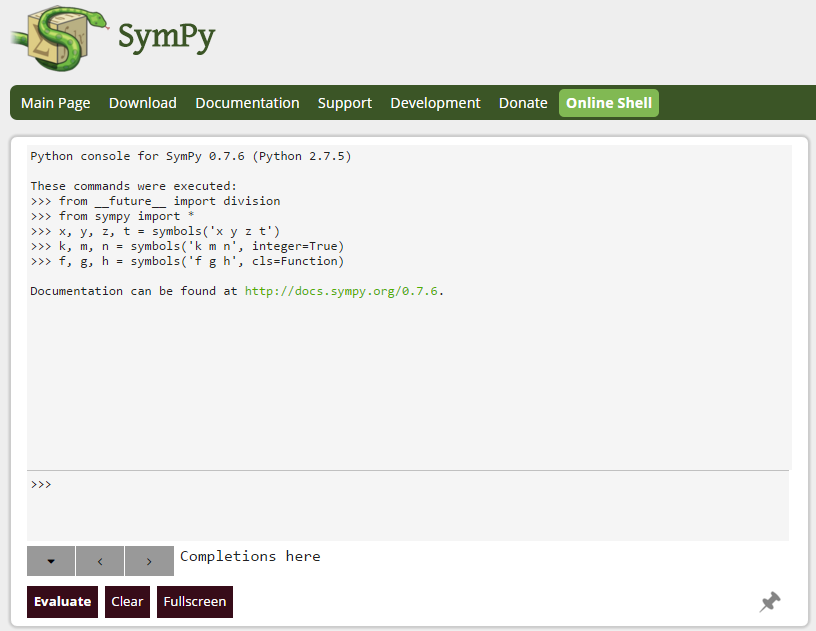 SymPy
Main Page Download Documentation Support Development Donate Online Shell
Python console for SymPy 0.7.6 (Python 2.7.5)
These commands were executed:
>>> from __future__ import division
>>> from sympy import *
>>> x, y, z, t = symbols('x y z t')
>>> k, m, n = symbols('k m n', integer=True)
>>> f, g, h = symbols('f g h', cls=Function)
Documentation can be found at http://docs.sympy.org/0.7.6.
>>>
< > Completions here
Evaluate Clear Fullscreen